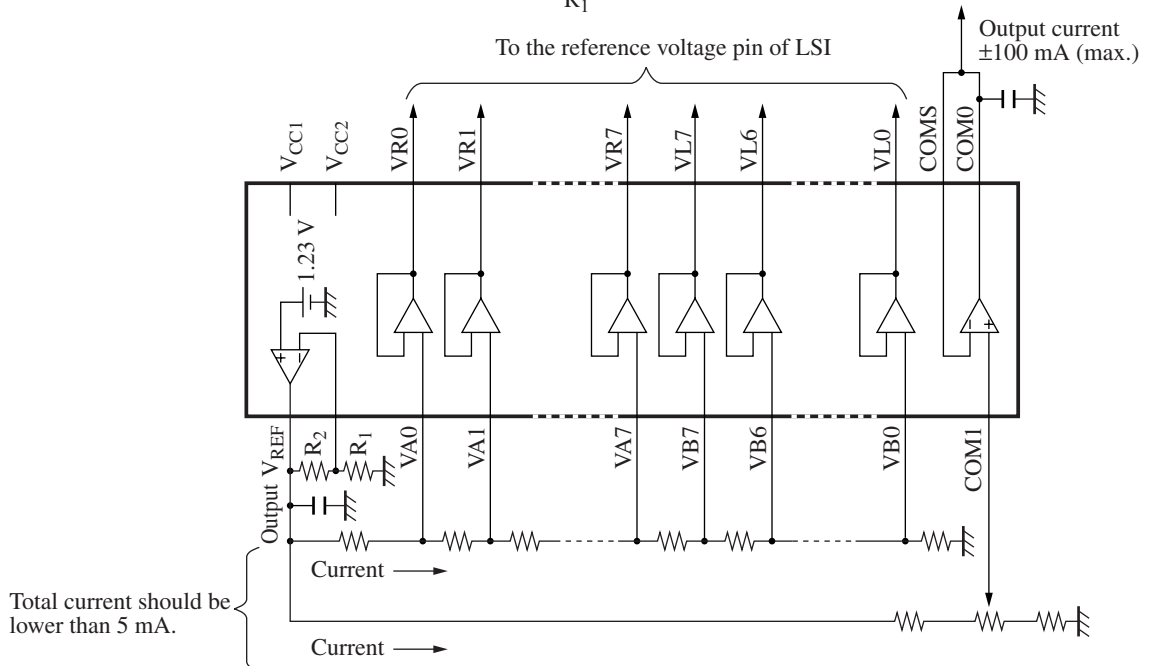 R1
Output current
±100 mA (max.)
To the reference voltage pin of LSI
VCC1
VCC2
VR0
VR1
VR7
VL7
VL6
VL0
COMS
COM0
1.23 V
+
−
−
+
Output VREF
R2
R1
VA0
VA1
VA7
VB7
VB6
VB0
COM1
Current
Total current should be
lower than 5 mA.
Current